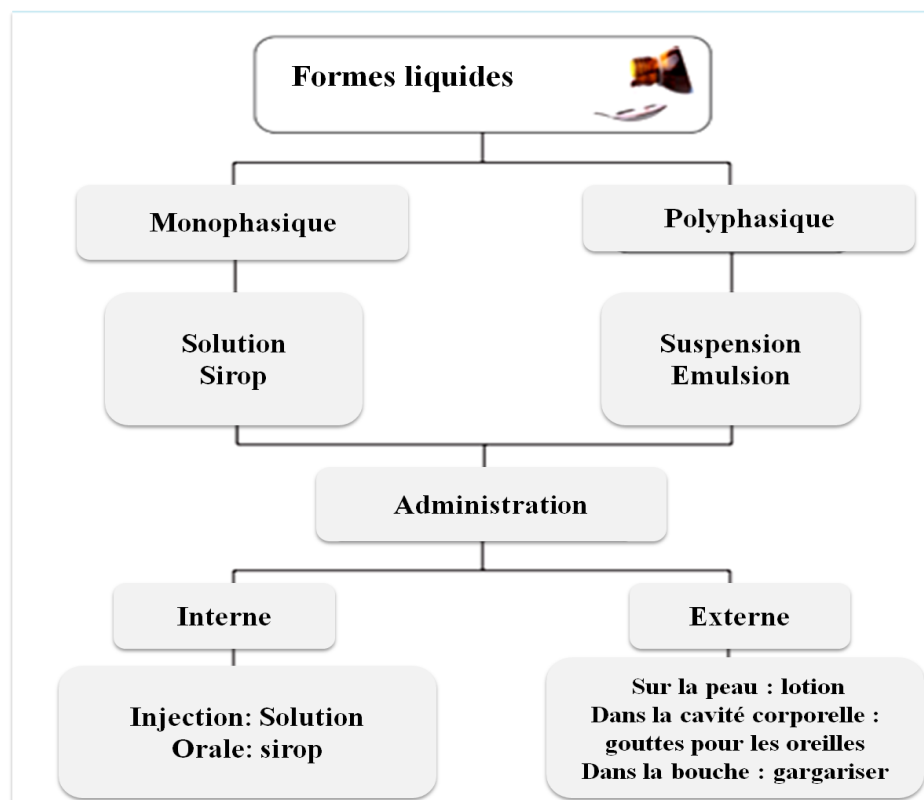 Formes liquides
Monophasique
Polyphasique
Solution
Sirop
Suspension
Emulsion
Administration
Interne
Externe
Injection: Solution
Orale: sirop
Sur la peau : lotion
Dans la cavité corporelle :
gouttes pour les oreilles
Dans la bouche : gargariser